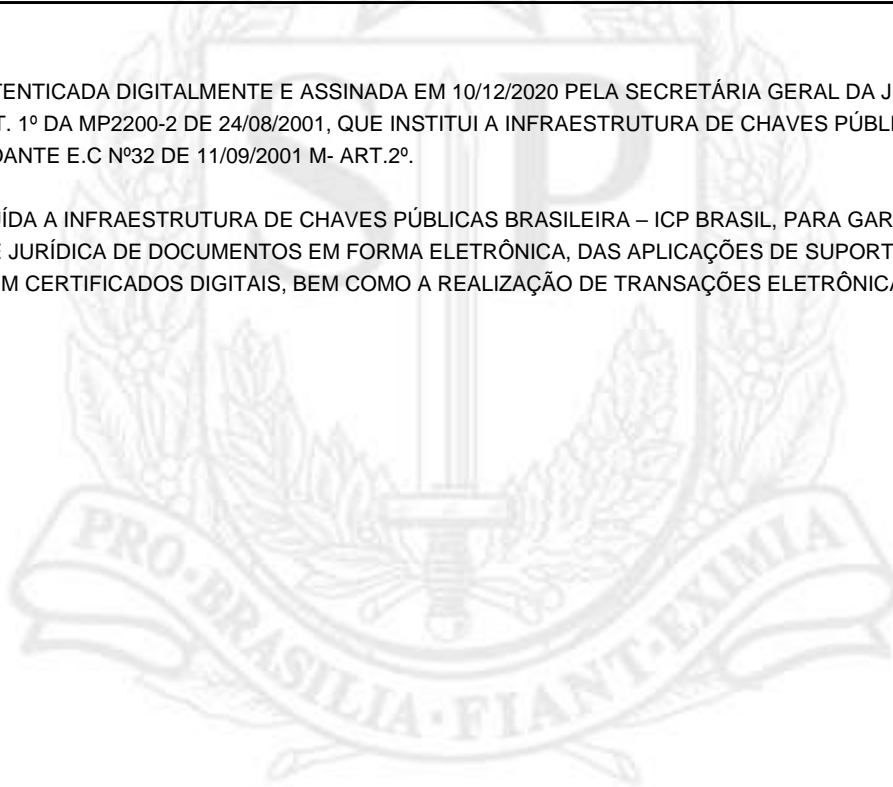 TENTICADA DIGITALMENTE E ASSINADA EM 10/12/2020 PELA SECRETÁRIA GERAL DA J
T. 1º DA MP2200-2 DE 24/08/2001, QUE INSTITUI A INFRAESTRUTURA DE CHAVES PÚBL
DANTE E.C Nº32 DE 11/09/2001 M- ART.2º.
ÍDA A INFRAESTRUTURA DE CHAVES PÚBLICAS BRASILEIRA – ICP BRASIL, PARA GAR
E JURÍDICA DE DOCUMENTOS EM FORMA ELETRÔNICA, DAS APLICAÇÕES DE SUPORT
M CERTIFICADOS DIGITAIS, BEM COMO A REALIZAÇÃO DE TRANSAÇÕES ELETRÔNICA
SP
PRO·BRASILIA·FIANT·EXIMIA